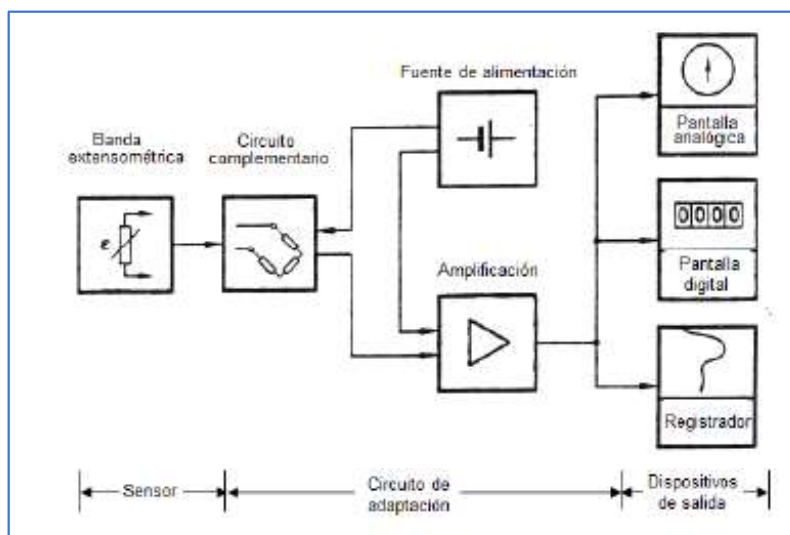 Fuente de alimentación
Banda
extensométrica
Circuito
complementario
Pantalla
analógica
ε
0000
Pantalla
digital
Amplificación
Registrador
Sensor
Circuito de
adaptación
Dispositivos
de salida